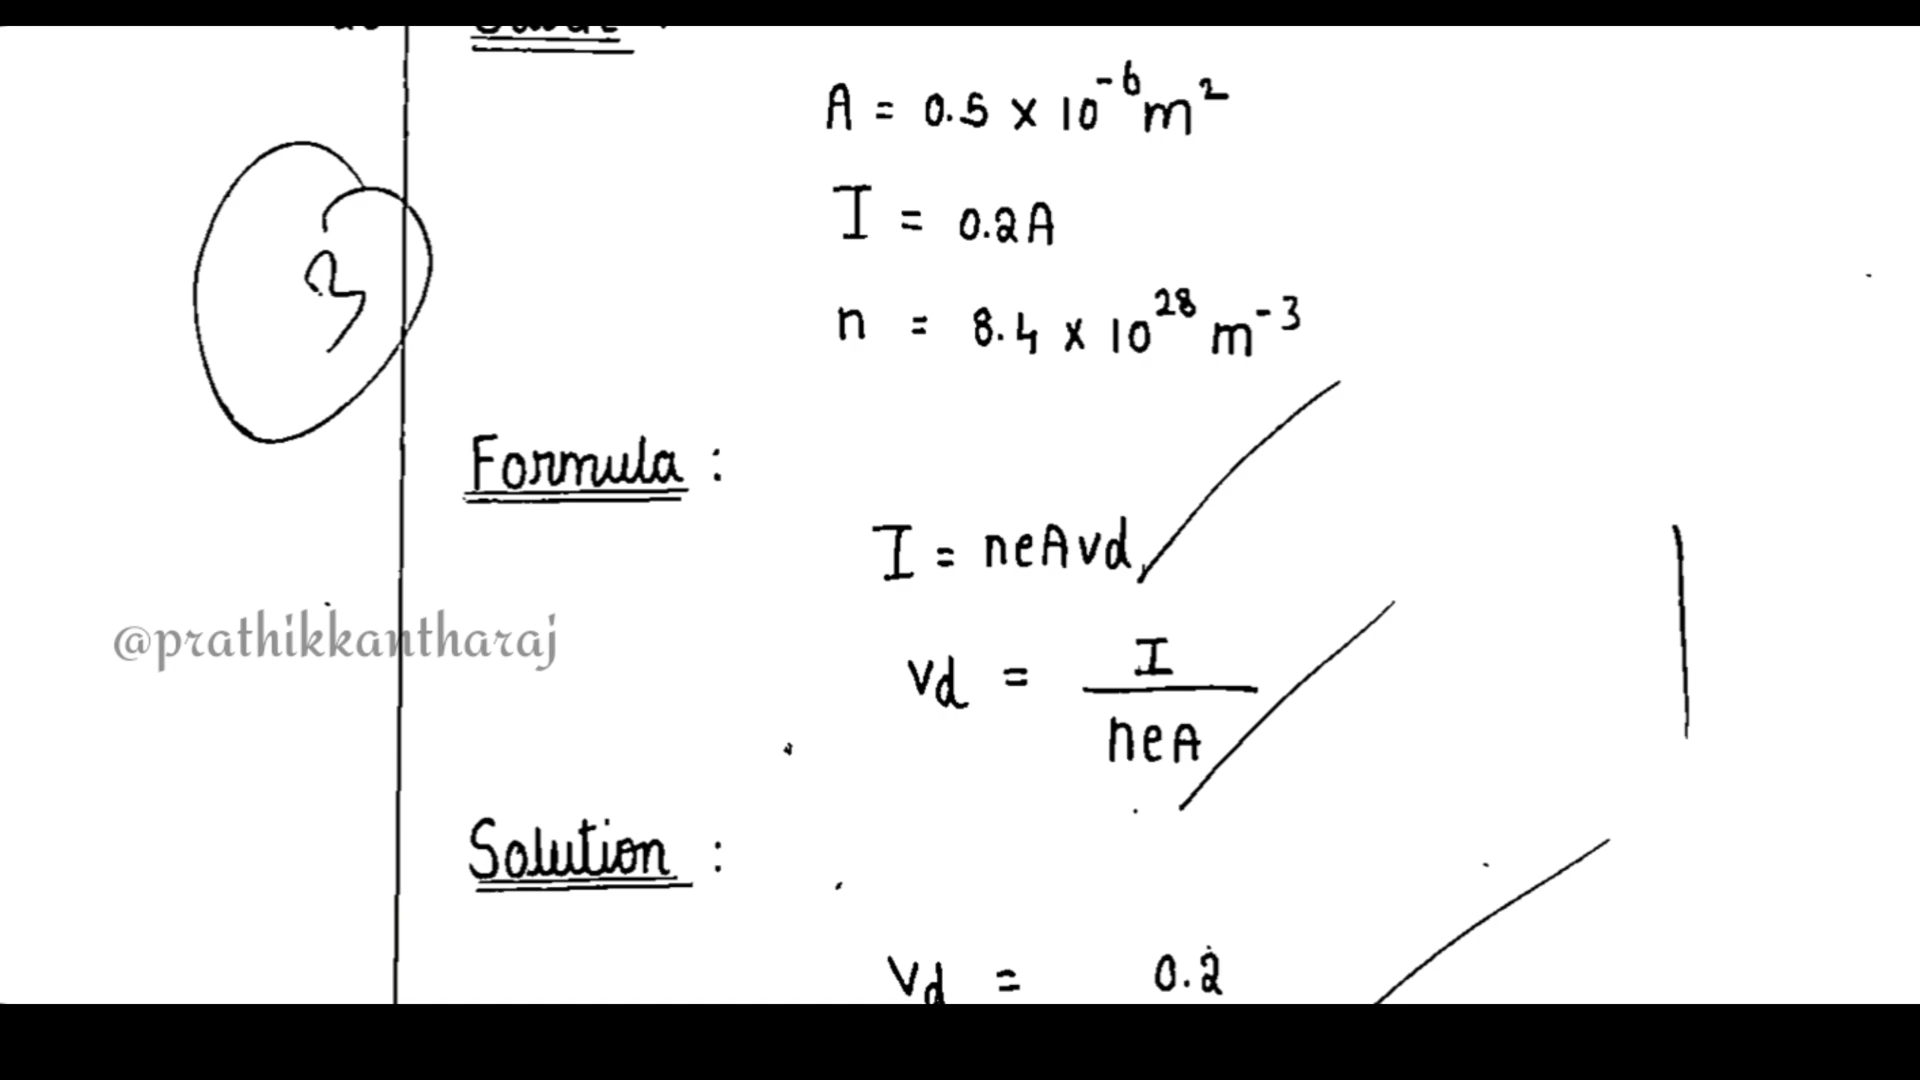 A = 0.5 × 10⁻⁶ m²
I = 0.2A
3
n = 8.4 × 10²⁸ m⁻³
Formula :
I = neAvd
@prathikkantharaj
vd = I / neA
Solution :
vd = 0.2